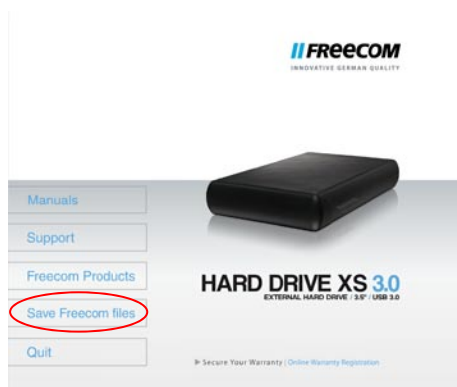 FREECOM
INNOVATIVE GERMAN QUALITY
Manuals
Support
Freecom Products
Save Freecom files
Quit
HARD DRIVE XS 3.0
EXTERNAL HARD DRIVE / 3.5" / USB 3.0
Secure Your Warranty | Online Warranty Registration